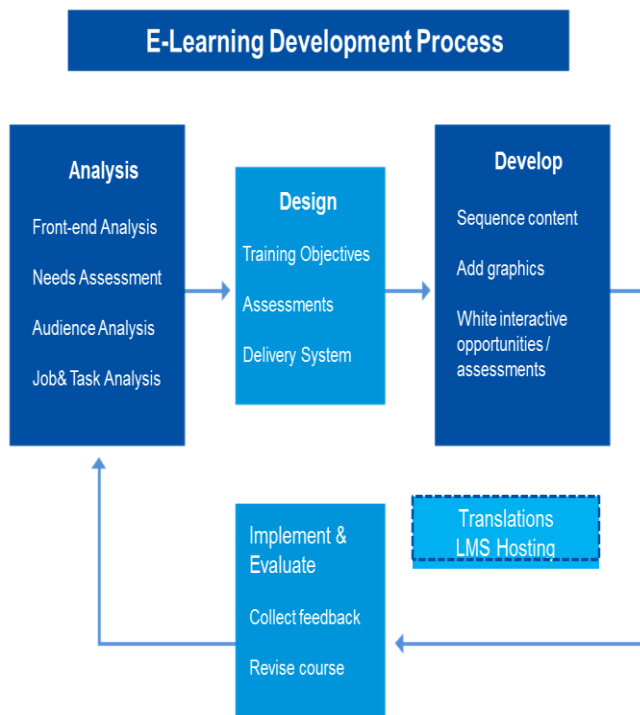 E-Learning Development Process
Analysis
Front-end Analysis
Needs Assessment
Audience Analysis
Job& Task Analysis
Design
Training Objectives
Assessments
Delivery System
Develop
Sequence content
Add graphics
White interactive
opportunities /
assessments
Implement &
Evaluate
Collect feedback
Revise course
Translations
LMS Hosting